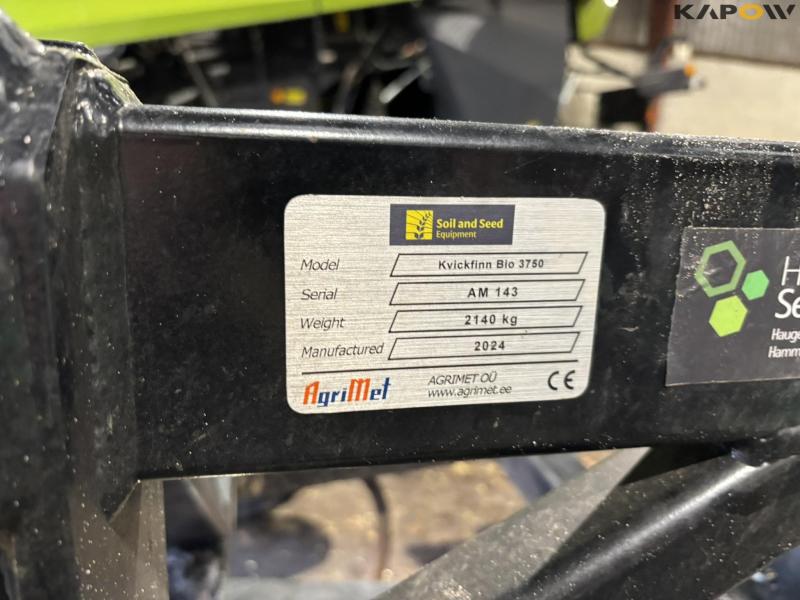 KAPOW
Soil and Seed
Equipment
Model Kvickfinn Bio 3750
Serial AM 143
Weight 2140 kg
Manufactured 2024
AgriMet
AGRIMET OÜ
www.agrimet.ee
CE